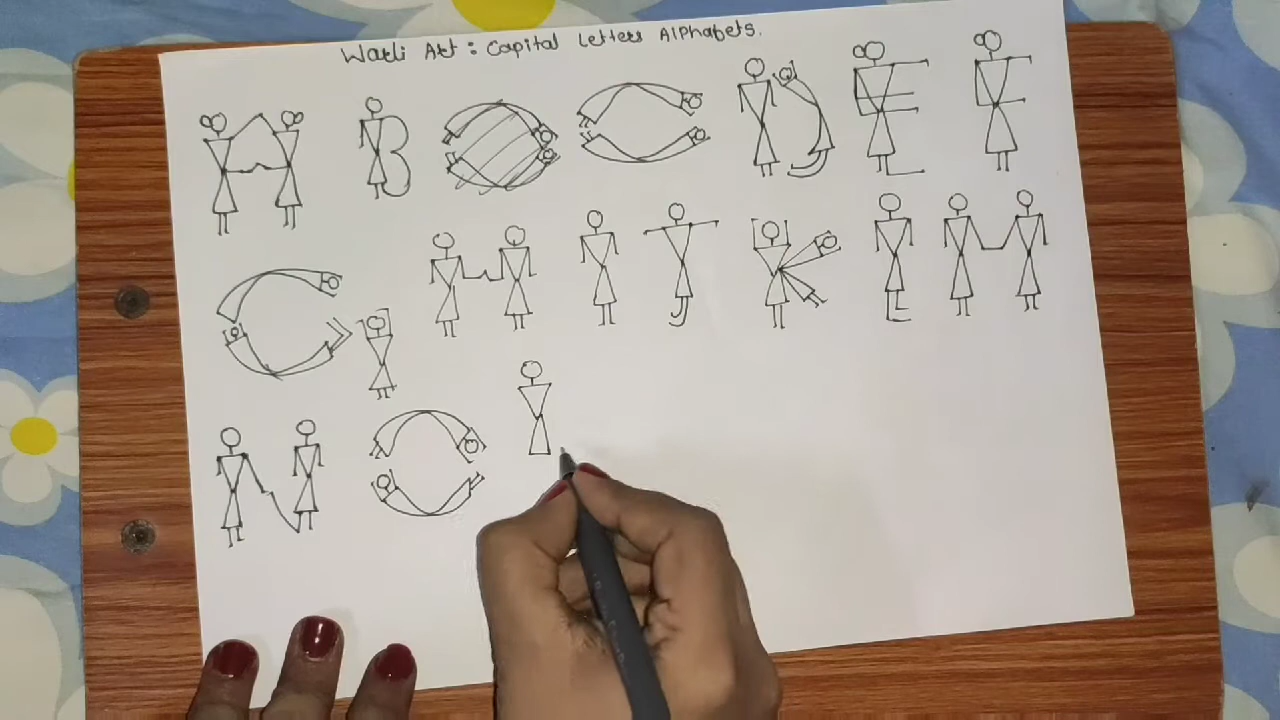 Warli Art : Capital Letters Alphabets.
A B C D E F
G H I J K L M
N O